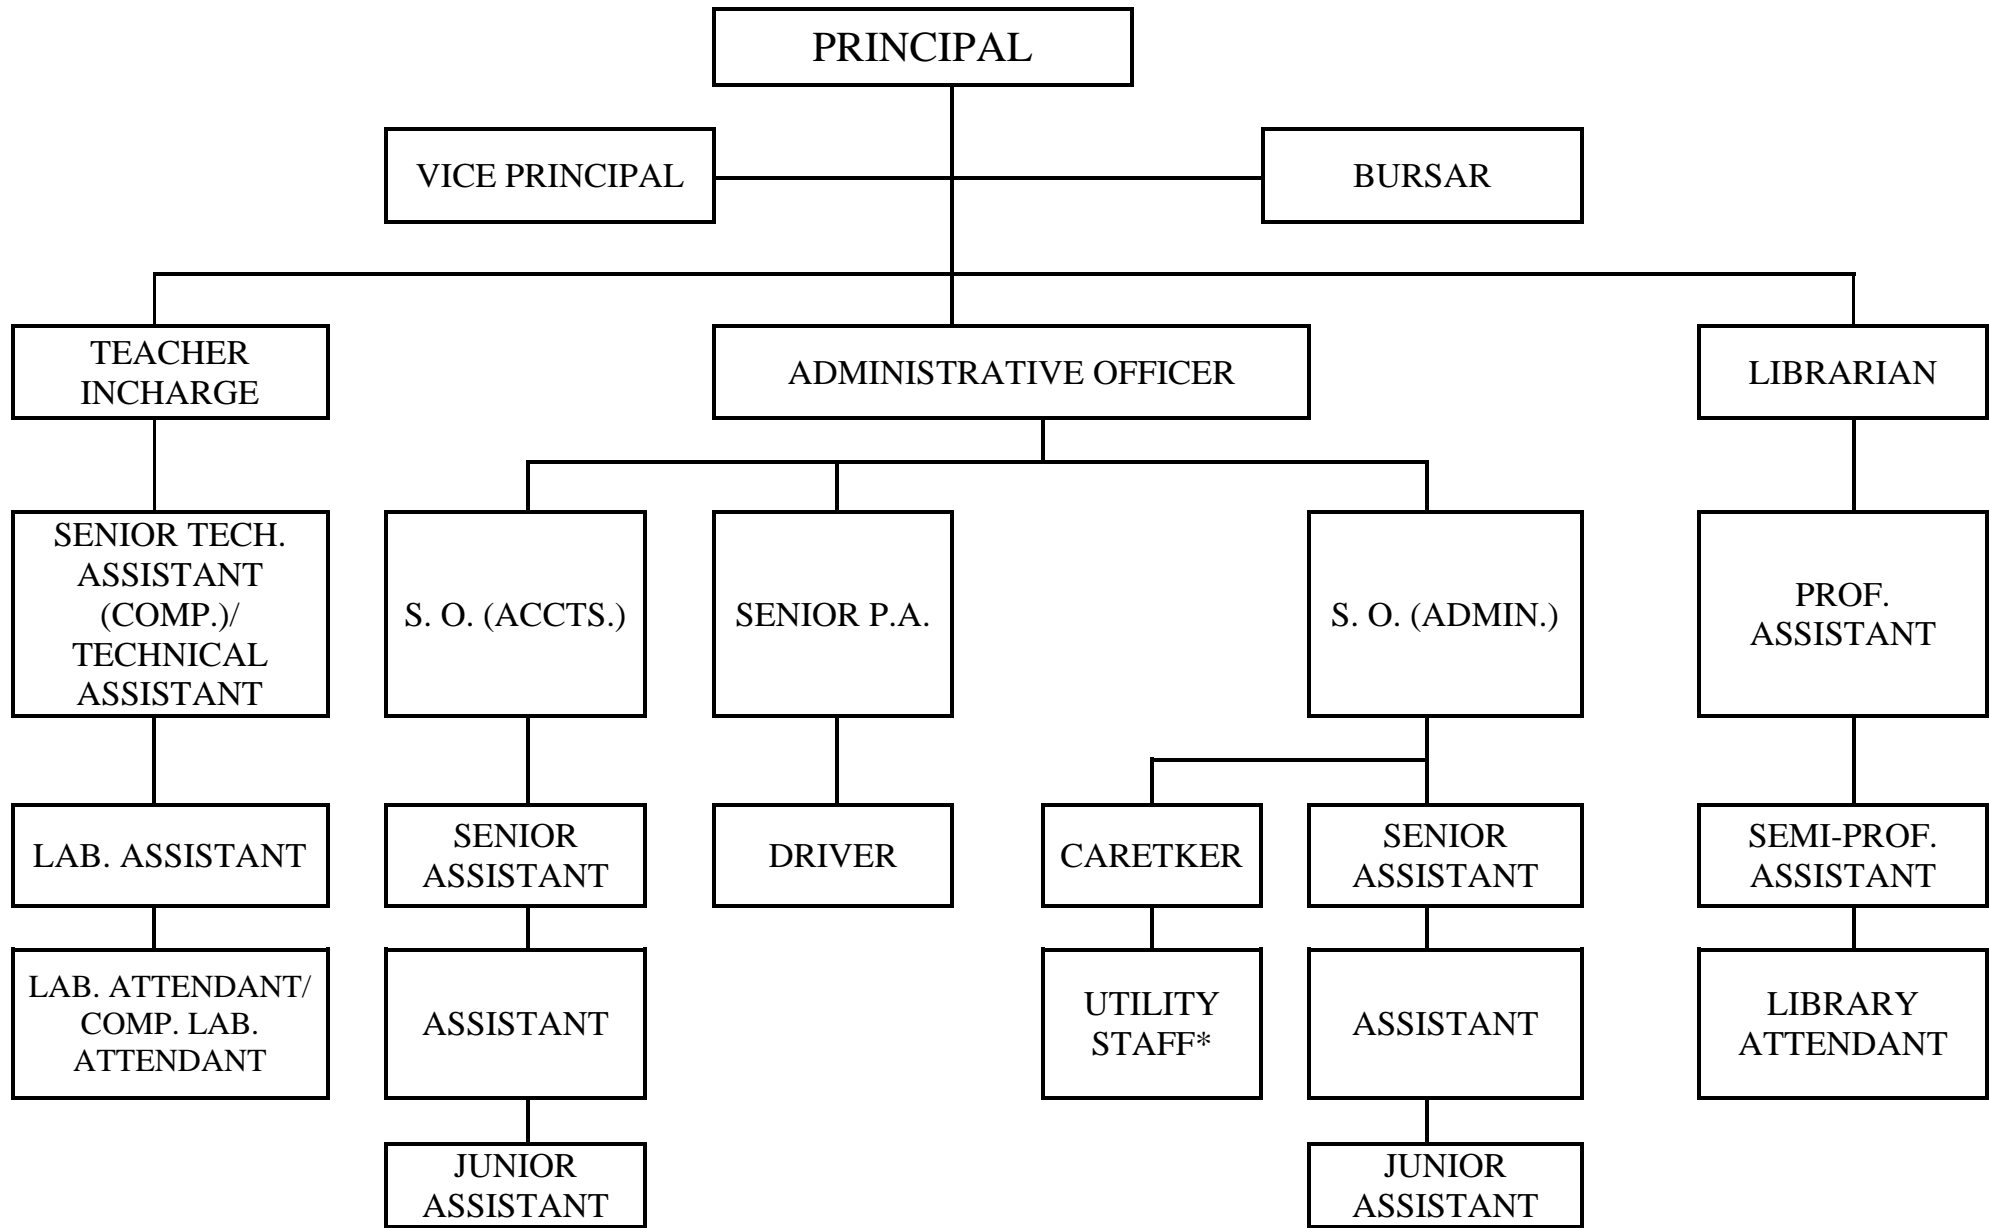 PRINCIPAL
VICE PRINCIPAL
BURSAR
TEACHER
INCHARGE
ADMINISTRATIVE OFFICER
LIBRARIAN
SENIOR TECH.
ASSISTANT
(COMP.)/
TECHNICAL
ASSISTANT
S. O. (ACCTS.)
SENIOR P.A.
S. O. (ADMIN.)
PROF.
ASSISTANT
LAB. ASSISTANT
SENIOR
ASSISTANT
DRIVER
CARETKER
SENIOR
ASSISTANT
SEMI-PROF.
ASSISTANT
LAB. ATTENDANT/
COMP. LAB.
ATTENDANT
ASSISTANT
UTILITY
STAFF*
ASSISTANT
LIBRARY
ATTENDANT
JUNIOR
ASSISTANT
JUNIOR
ASSISTANT